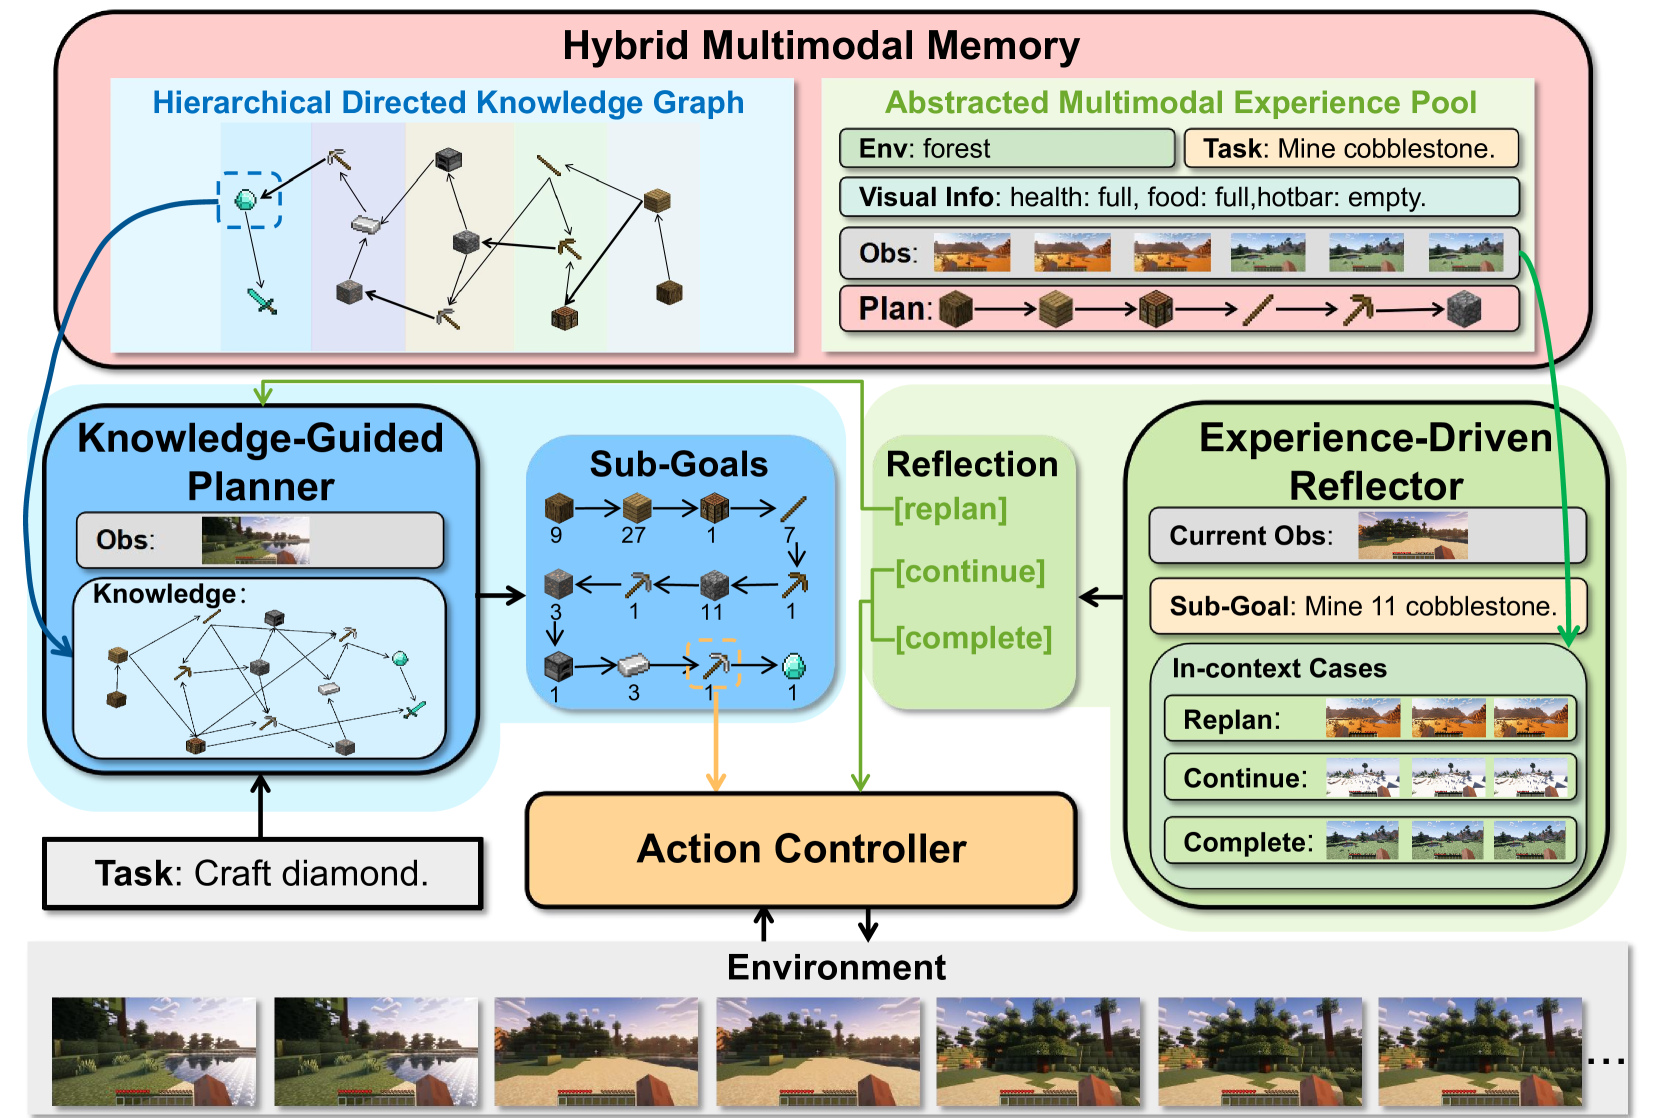 Hybrid Multimodal Memory
Hierarchical Directed Knowledge Graph
Abstracted Multimodal Experience Pool
Env: forest
Task: Mine cobblestone.
Visual Info: health: full, food: full,hotbar: empty.
Obs:
Plan:
Knowledge-Guided
Planner
Obs:
Knowledge:
Task: Craft diamond.
Sub-Goals
9 27 1 7
3 1 11 1
1 3 1 1
Reflection
[replan]
[continue]
[complete]
Experience-Driven
Reflector
Current Obs:
Sub-Goal: Mine 11 cobblestone.
In-context Cases
Replan:
Continue:
Complete:
Action Controller
Environment
...